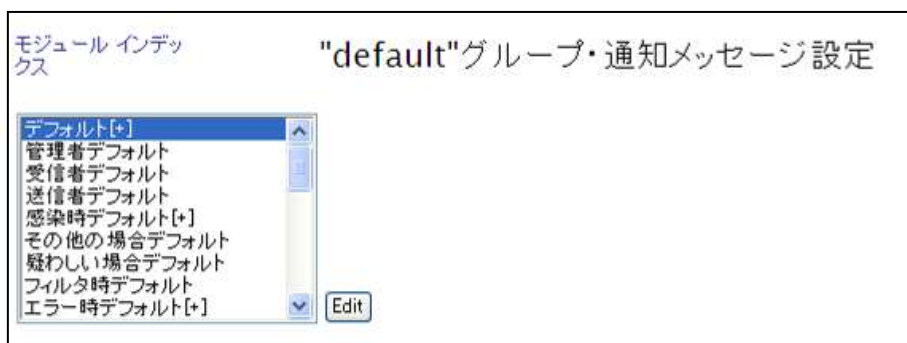 モジュール インデッ
クス
"default"グループ・通知メッセージ設定
デフォルト[+]
管理者デフォルト
受信者デフォルト
送信者デフォルト
感染時デフォルト[+]
その他の場合デフォルト
疑わしい場合デフォルト
フィルタ時デフォルト
エラー時デフォルト[+]
Edit